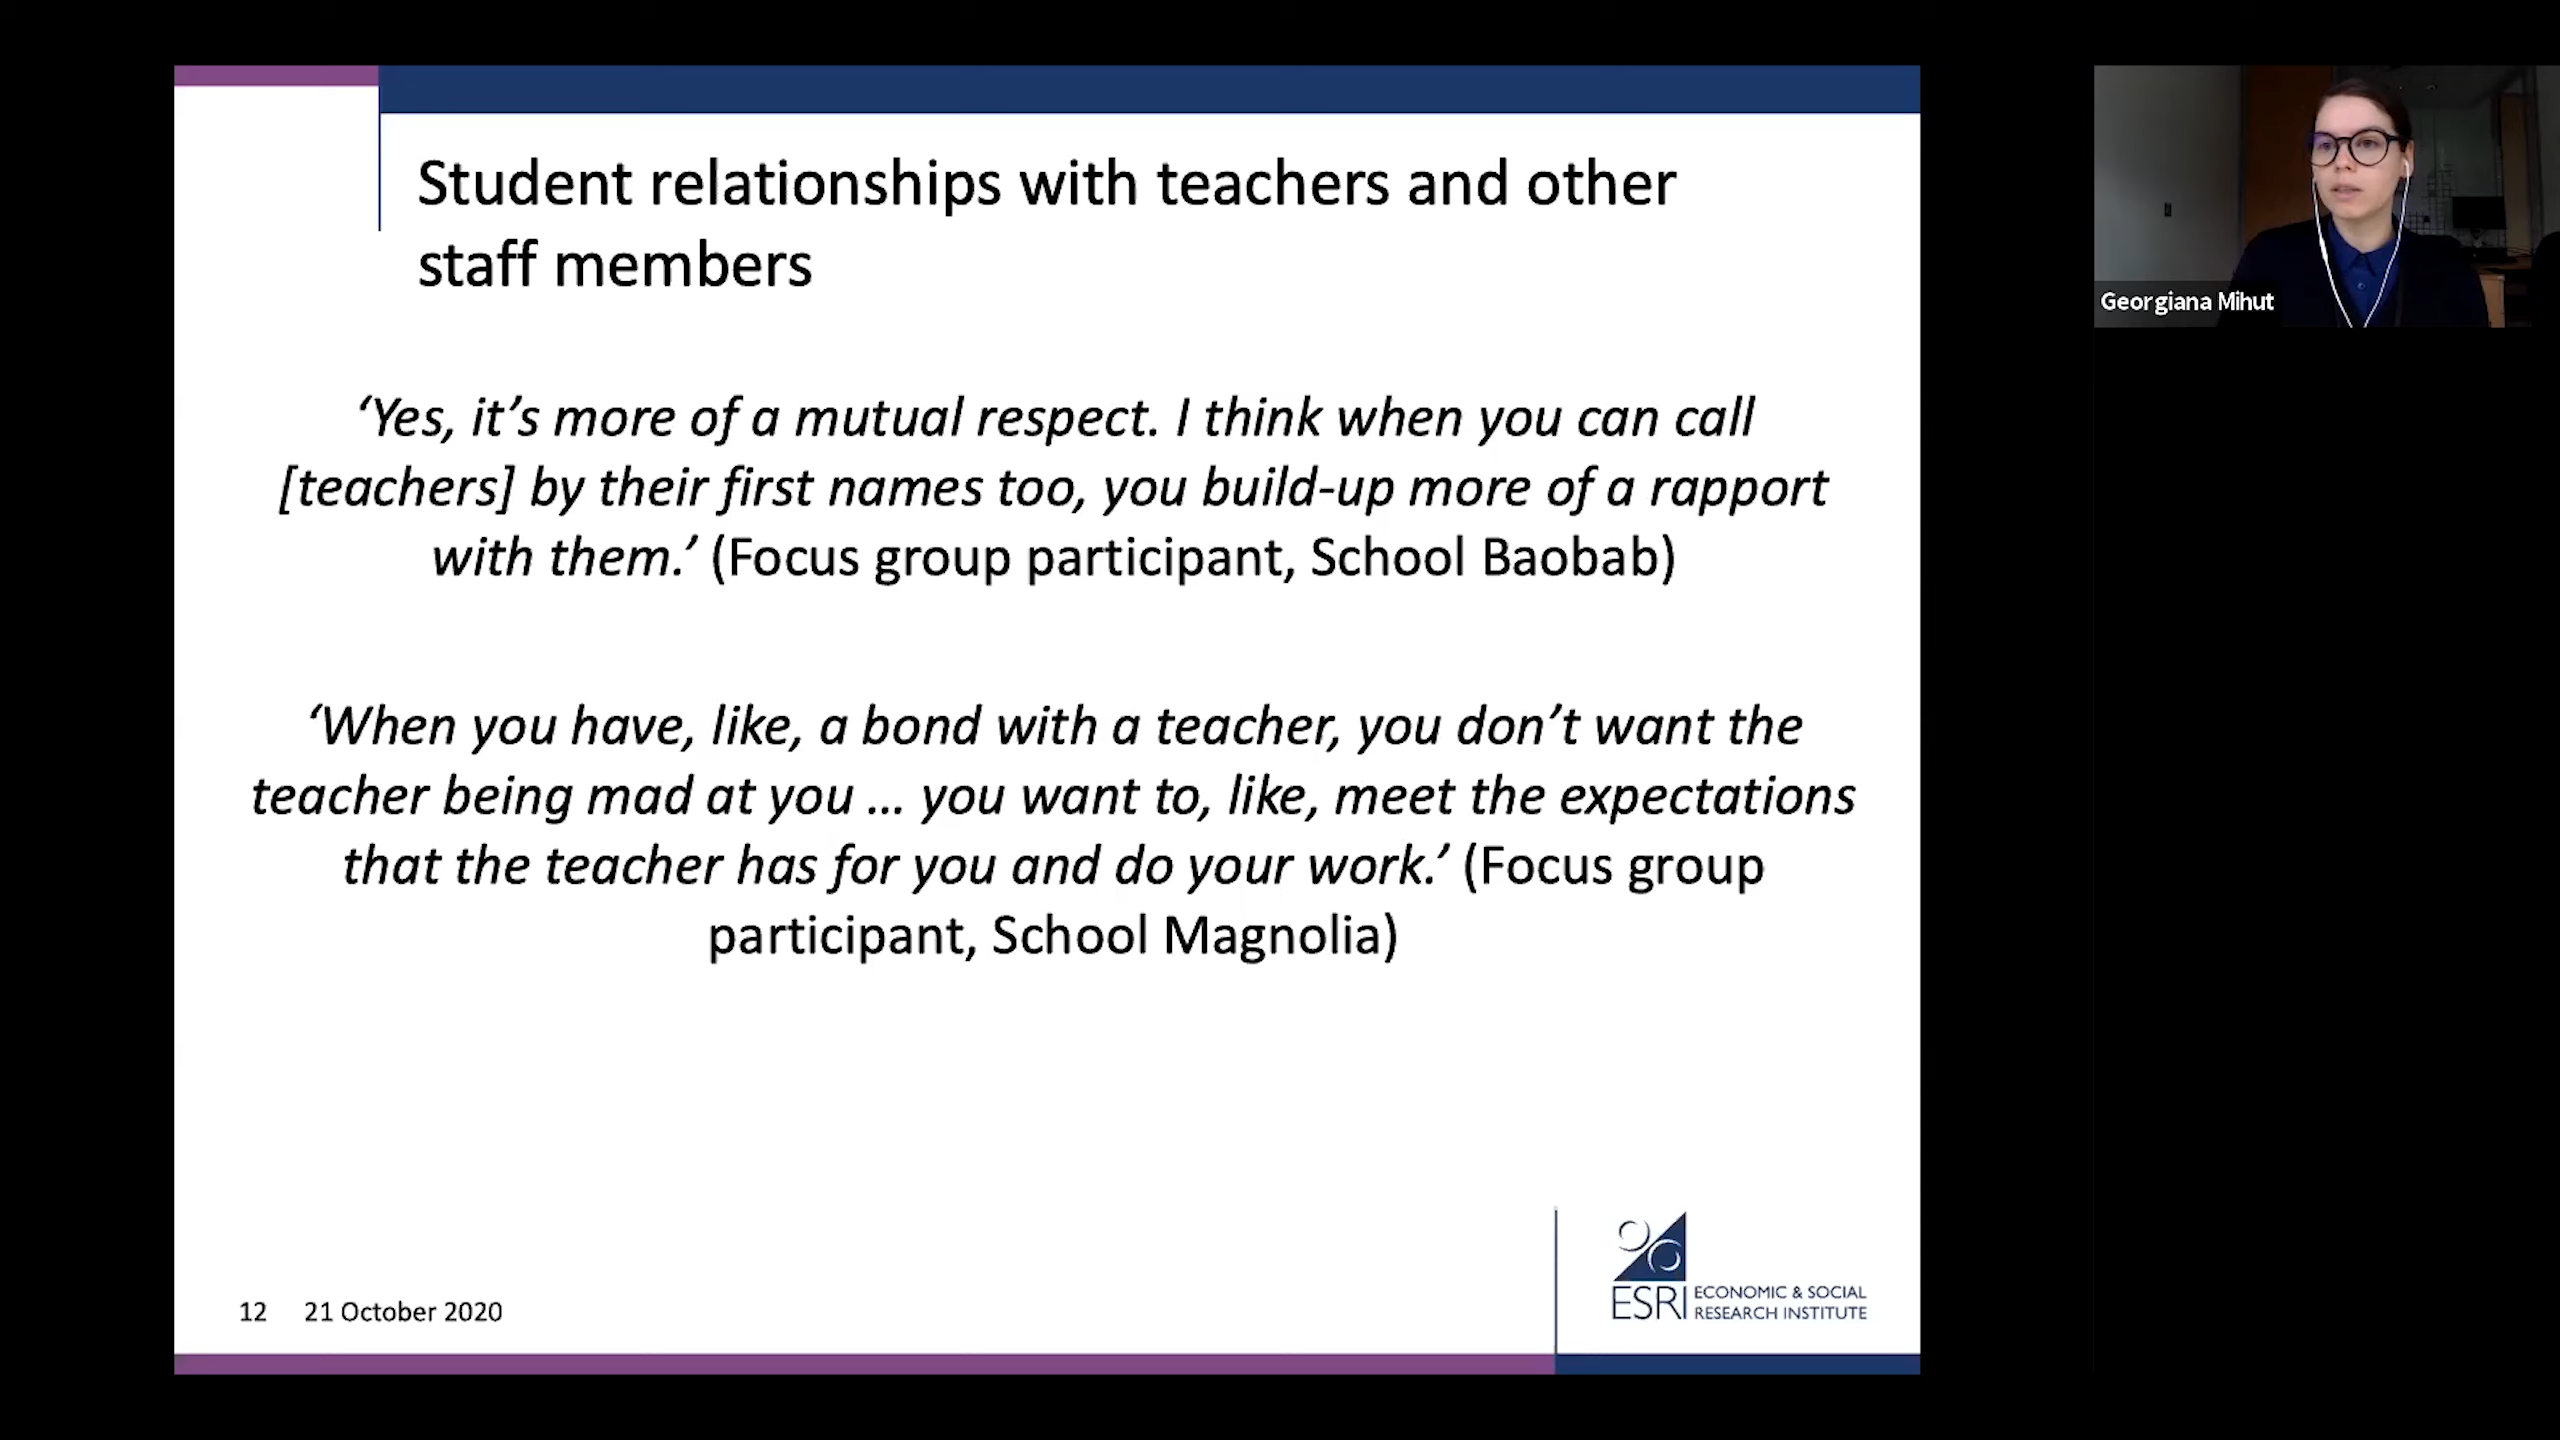 Student relationships with teachers and other
staff members
‘Yes, it’s more of a mutual respect. I think when you can call
[teachers] by their first names too, you build-up more of a rapport
with them.’ (Focus group participant, School Baobab)
‘When you have, like, a bond with a teacher, you don’t want the
teacher being mad at you … you want to, like, meet the expectations
that the teacher has for you and do your work.’ (Focus group
participant, School Magnolia)
12 21 October 2020
ESRI ECONOMIC & SOCIAL
RESEARCH INSTITUTE
Georgiana Mihut